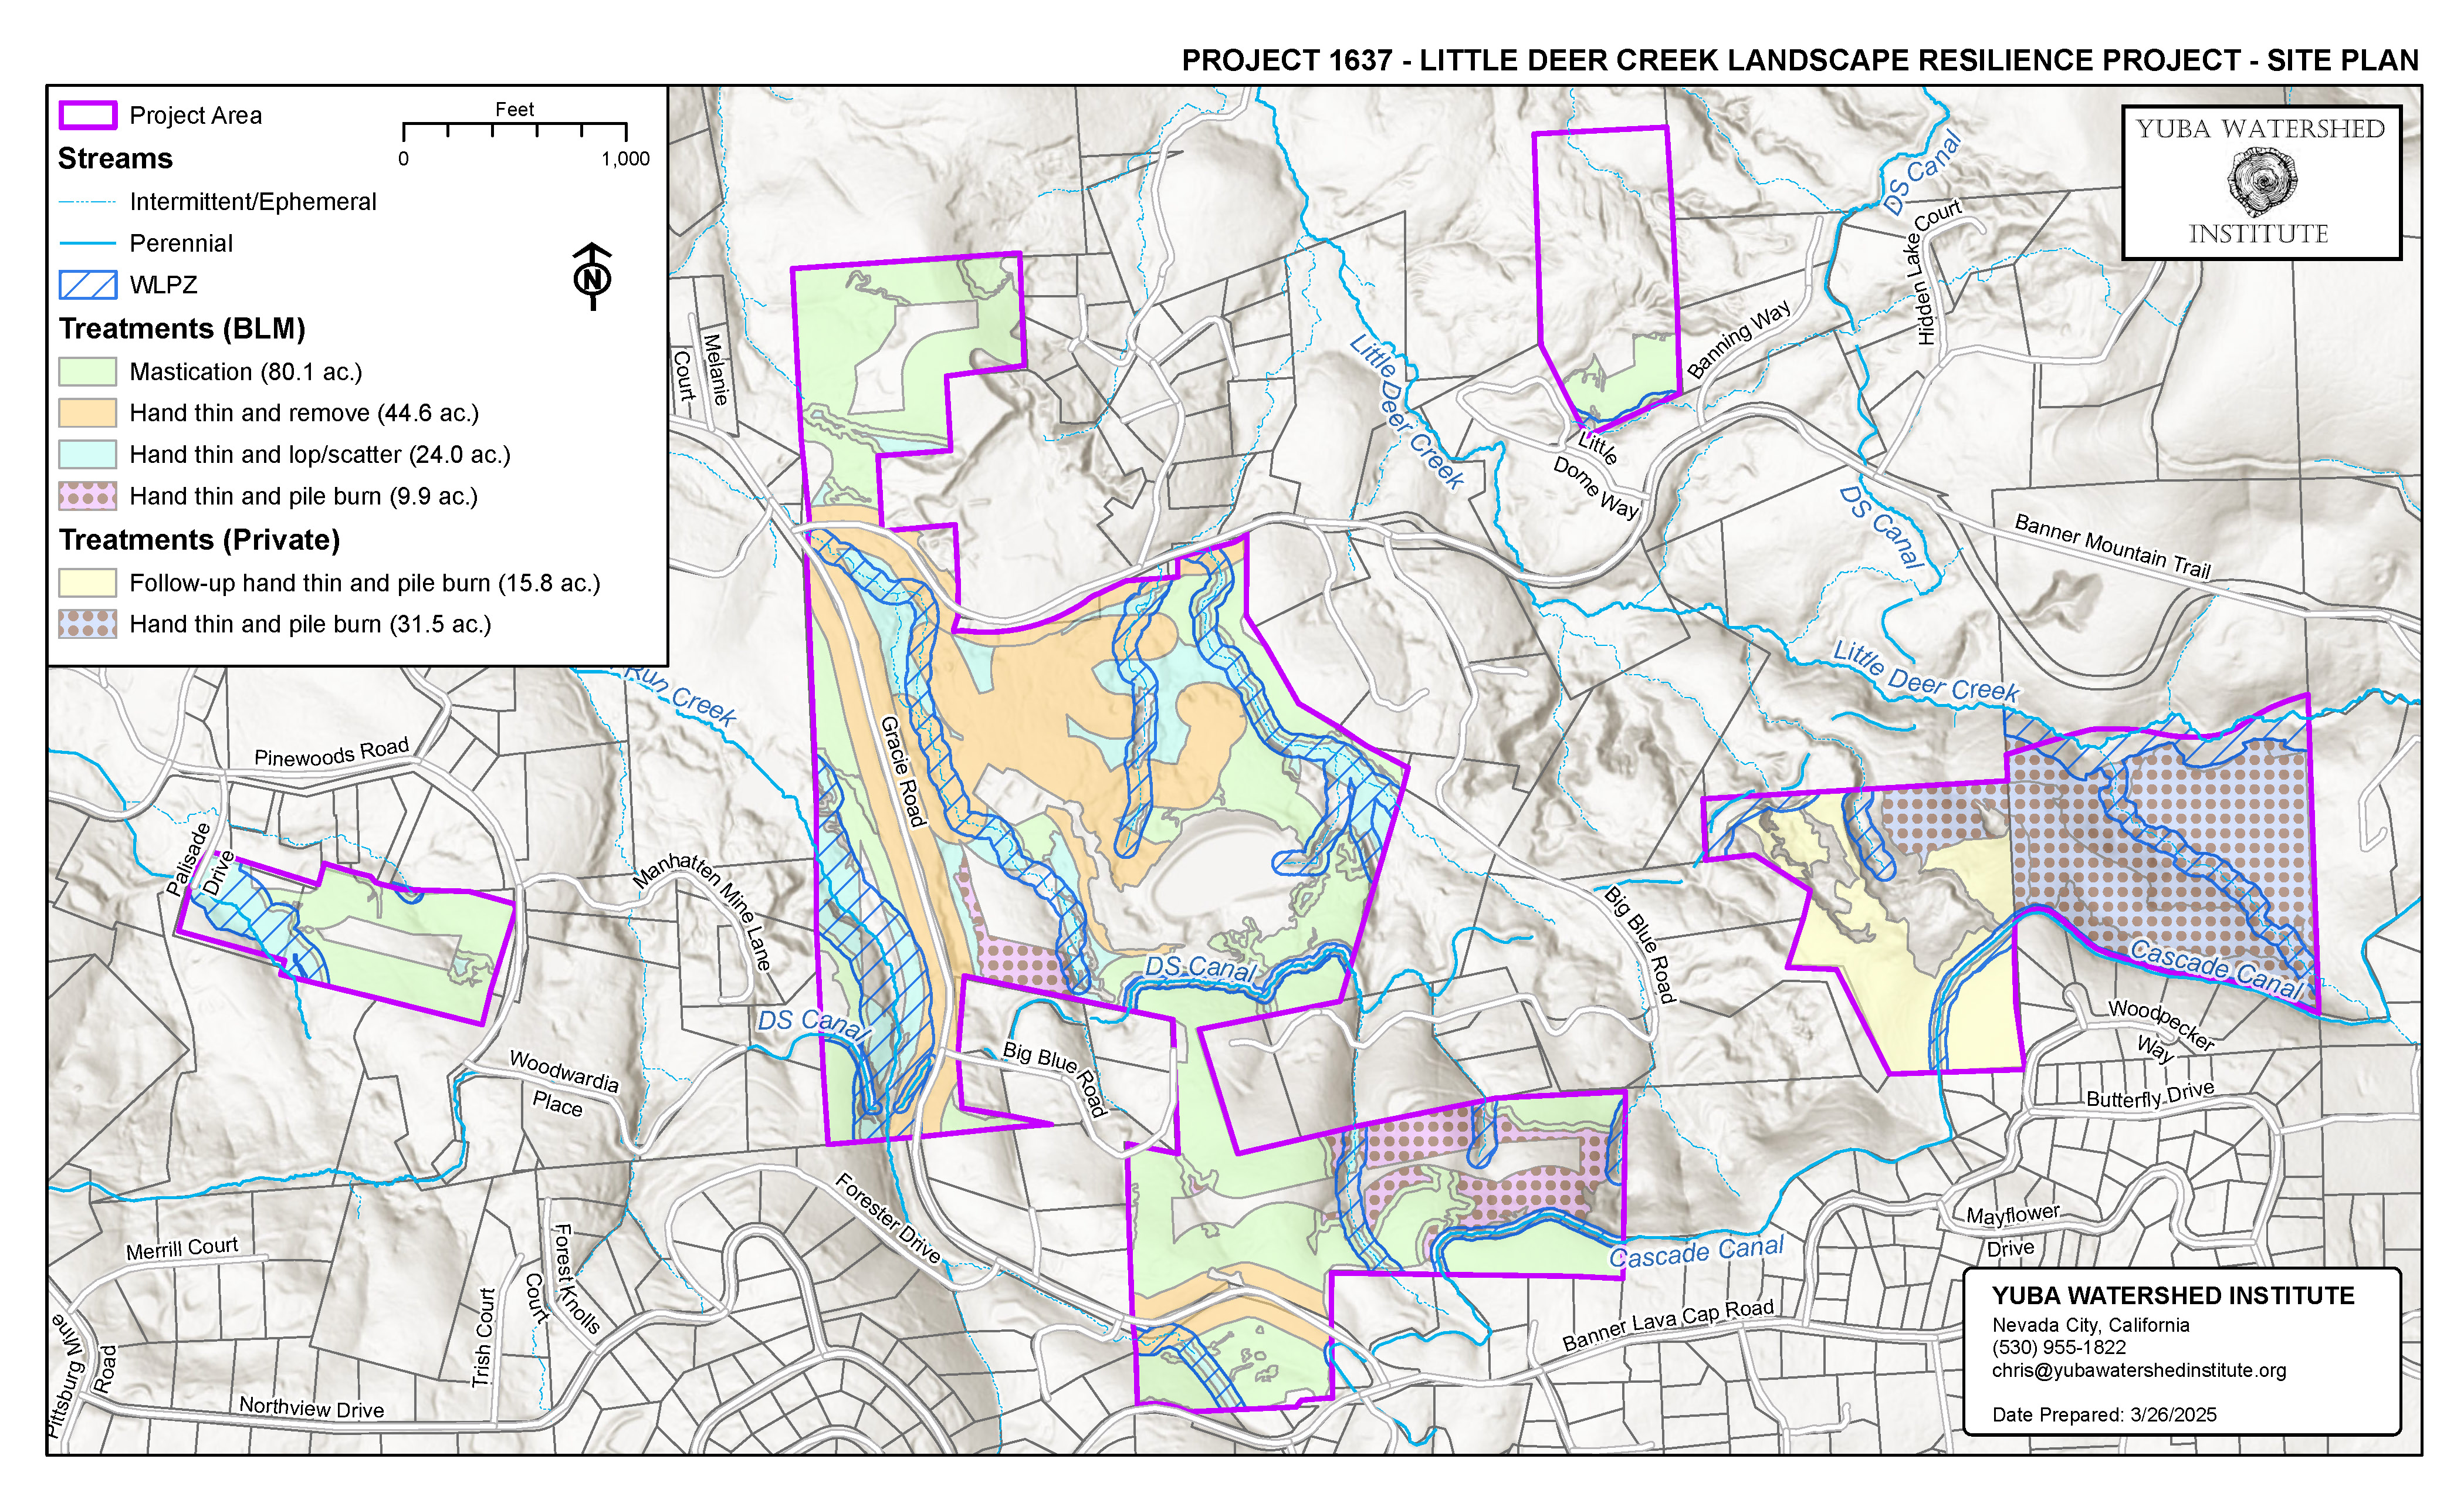 PROJECT 1637 - LITTLE DEER CREEK LANDSCAPE RESILIENCE PROJECT - SITE PLAN
Project Area
Feet
0
1,000
Streams
Intermittent/Ephemeral
Perennial
WLPZ
N
Treatments (BLM)
Mastication (80.1 ac.)
Hand thin and remove (44.6 ac.)
Hand thin and lop/scatter (24.0 ac.)
Hand thin and pile burn (9.9 ac.)
Treatments (Private)
Follow-up hand thin and pile burn (15.8 ac.)
Hand thin and pile burn (31.5 ac.)
YUBA WATERSHED
INSTITUTE
DS Canal
Hidden Lake Court
Melanie
Court
Little Deer Creek
Banning Way
Little
Dome Way
DS Canal
Banner Mountain Trail
Run Creek
Little Deer Creek
Pinewoods Road
Gracie Road
Palisade
Drive
Manhatten Mine Lane
Big Blue Road
DS Canal
Cascade Canal
DS Canal
Woodpecker
Way
Big Blue Road
Woodwardia
Place
Butterfly Drive
Forester Drive
Mayflower
Drive
Merrill Court
Forest Knolls
Court
Trish Court
Cascade Canal
Banner Lava Cap Road
Pittsburg Mine
Road
Northview Drive
YUBA WATERSHED INSTITUTE
Nevada City, California
(530) 955-1822
chris@yubawatershedinstitute.org
Date Prepared: 3/26/2025